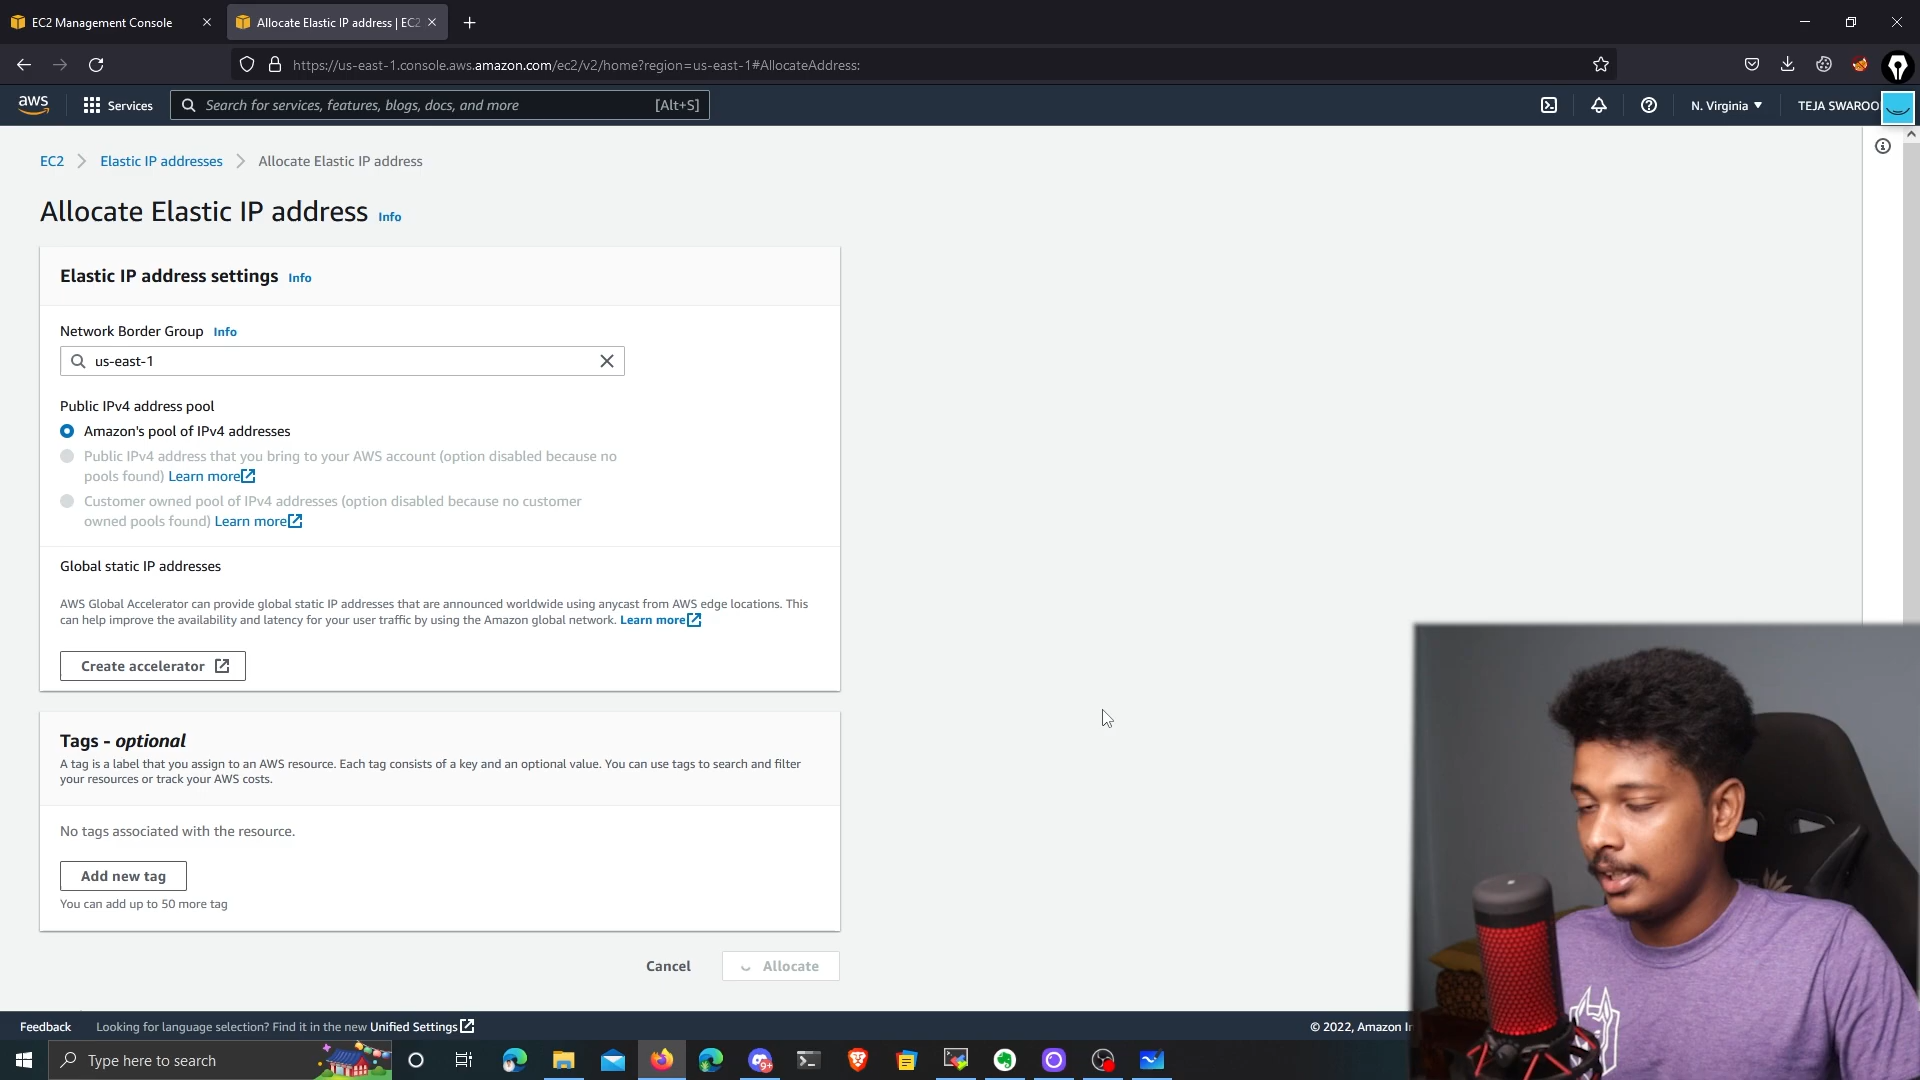 EC2 Management Console
Allocate Elastic IP address | EC2
https://us-east-1.console.aws.amazon.com/ec2/v2/home?region=us-east-1#AllocateAddress:
aws
Services
Search for services, features, blogs, docs, and more
[Alt+S]
N. Virginia
TEJA SWAROO
EC2
Elastic IP addresses
Allocate Elastic IP address
Allocate Elastic IP address Info
Elastic IP address settings Info
Network Border Group Info
us-east-1
Public IPv4 address pool
Amazon's pool of IPv4 addresses
Public IPv4 address that you bring to your AWS account (option disabled because no
pools found) Learn more
Customer owned pool of IPv4 addresses (option disabled because no customer
owned pools found) Learn more
Global static IP addresses
AWS Global Accelerator can provide global static IP addresses that are announced worldwide using anycast from AWS edge locations. This
can help improve the availability and latency for your user traffic by using the Amazon global network. Learn more
Create accelerator
Tags - optional
A tag is a label that you assign to an AWS resource. Each tag consists of a key and an optional value. You can use tags to search and filter
your resources or track your AWS costs.
No tags associated with the resource.
Add new tag
You can add up to 50 more tag
Cancel
Allocate
Feedback
Looking for language selection? Find it in the new Unified Settings
© 2022, Amazon
Type here to search
9+